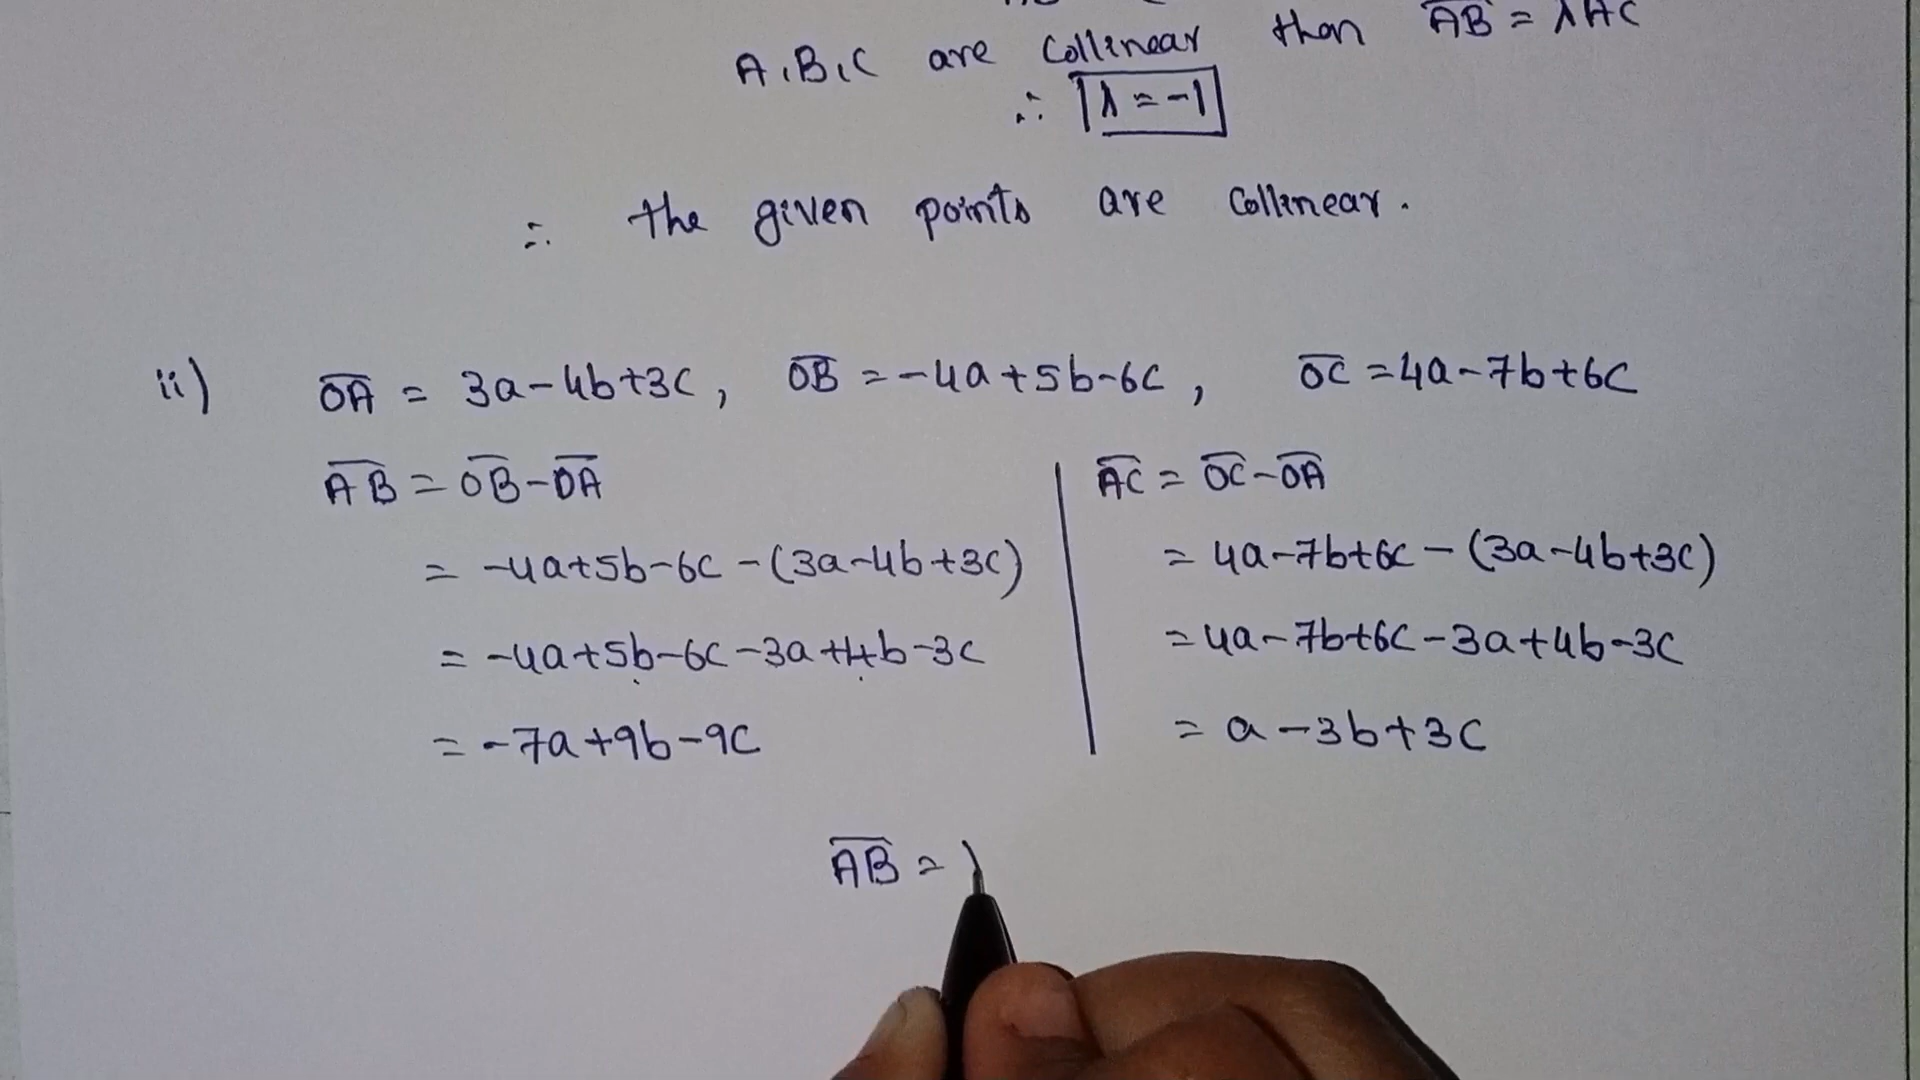 A, B, C are collinear then AB = λ AC
∴ λ = -1
∴ the given points are collinear.
ii) OA = 3a-4b+3c, OB = -4a+5b-6c, OC = 4a-7b+6c
AB = OB-OA
= -4a+5b-6c-(3a-4b+3c)
= -4a+5b-6c-3a+4b-3c
= -7a+9b-9c
AC = OC-OA
= 4a-7b+6c-(3a-4b+3c)
= 4a-7b+6c-3a+4b-3c
= a-3b+3c
AB =